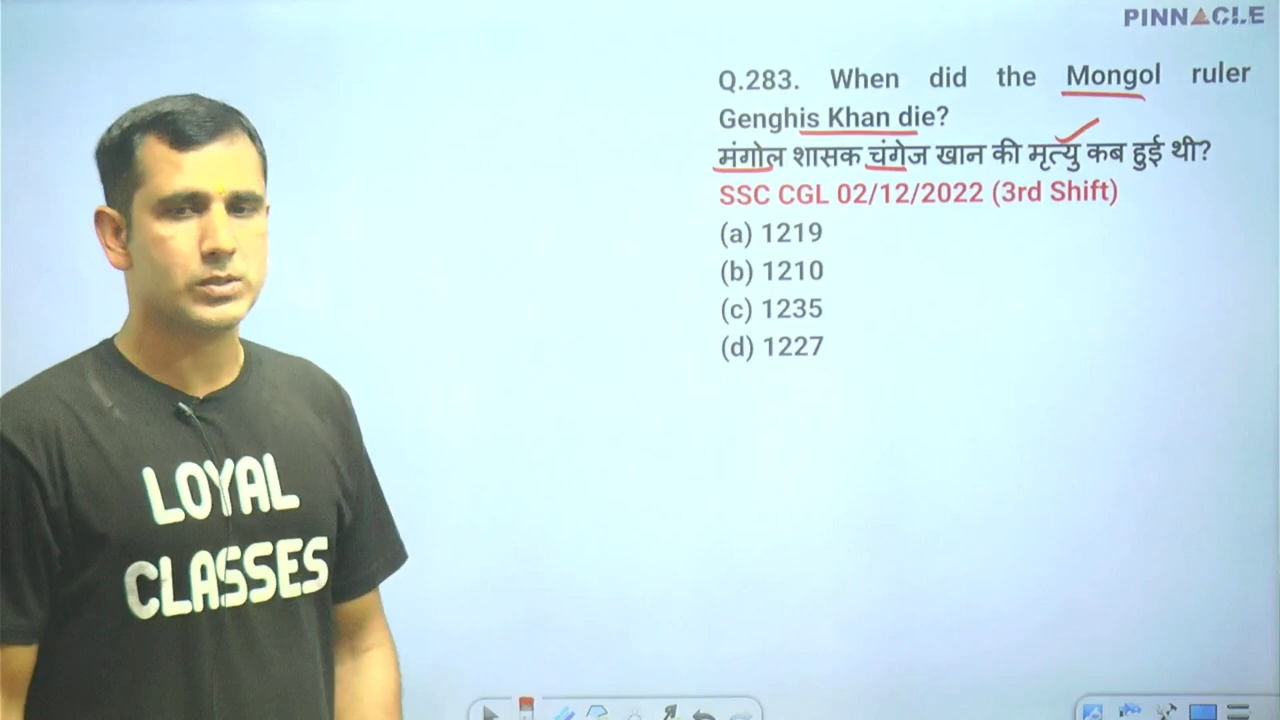 PINNACLE
Q.283. When did the Mongol ruler
Genghis Khan die?
मंगोल शासक चंगेज खान की मृत्यु कब हुई थी?
SSC CGL 02/12/2022 (3rd Shift)
(a) 1219
(b) 1210
(c) 1235
(d) 1227
LOYAL
CLASSES